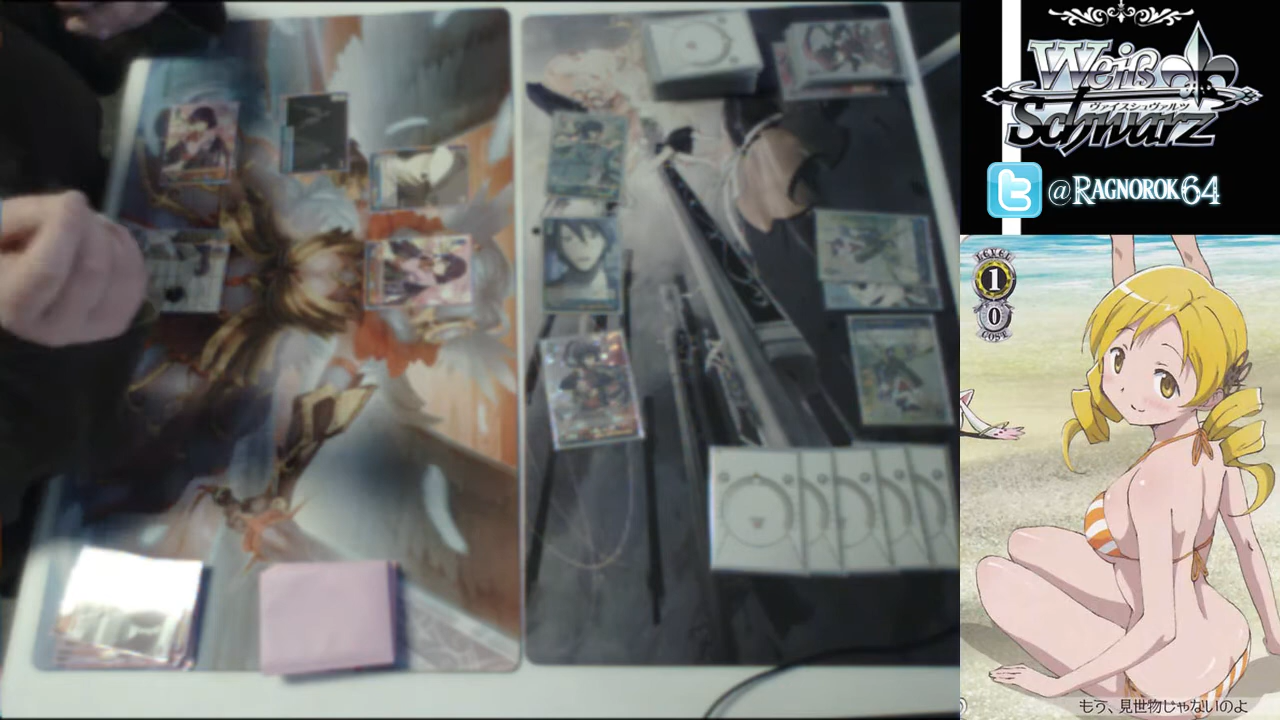 Weiß
ヴァイスシュヴァルツ
Schwarz
@Ragnorok64
LEVEL
1
0
COST
もう、見世物じゃないのよ